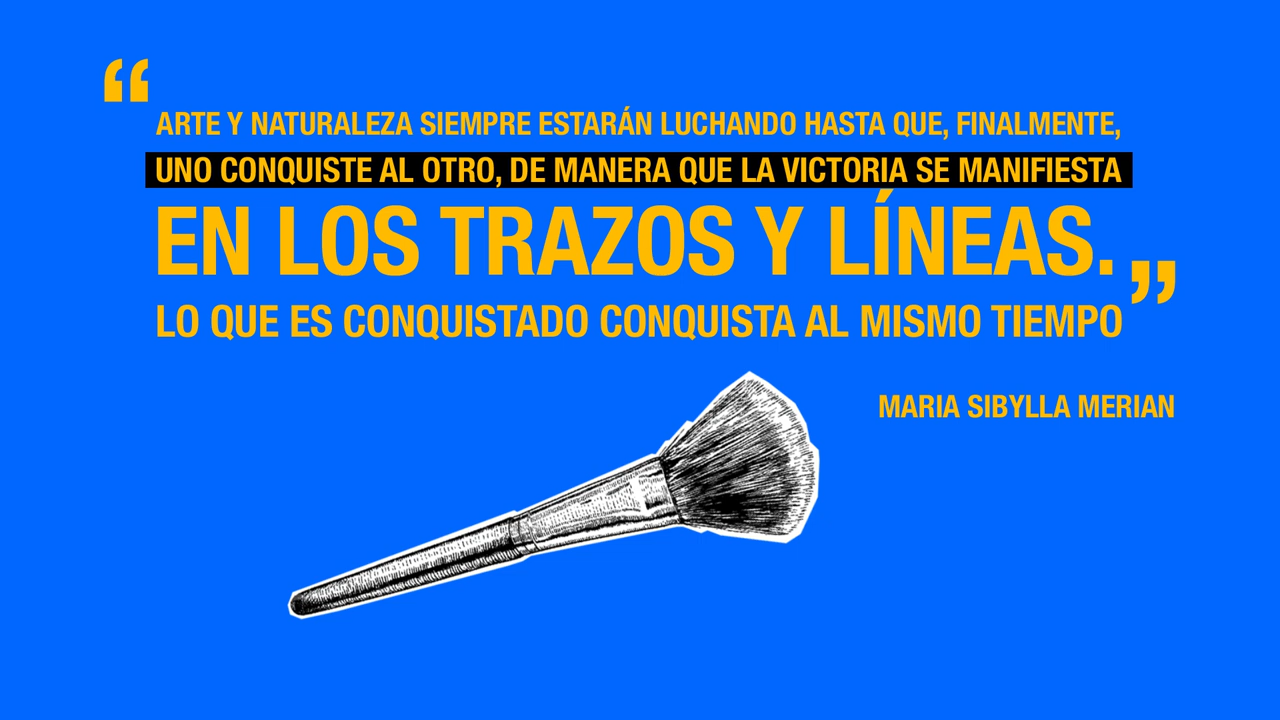 “
ARTE Y NATURALEZA SIEMPRE ESTARÁN LUCHANDO HASTA QUE, FINALMENTE,
UNO CONQUISTE AL OTRO, DE MANERA QUE LA VICTORIA SE MANIFIESTA
EN LOS TRAZOS Y LÍNEAS.
LO QUE ES CONQUISTADO CONQUISTA AL MISMO TIEMPO ”
MARIA SIBYLLA MERIAN